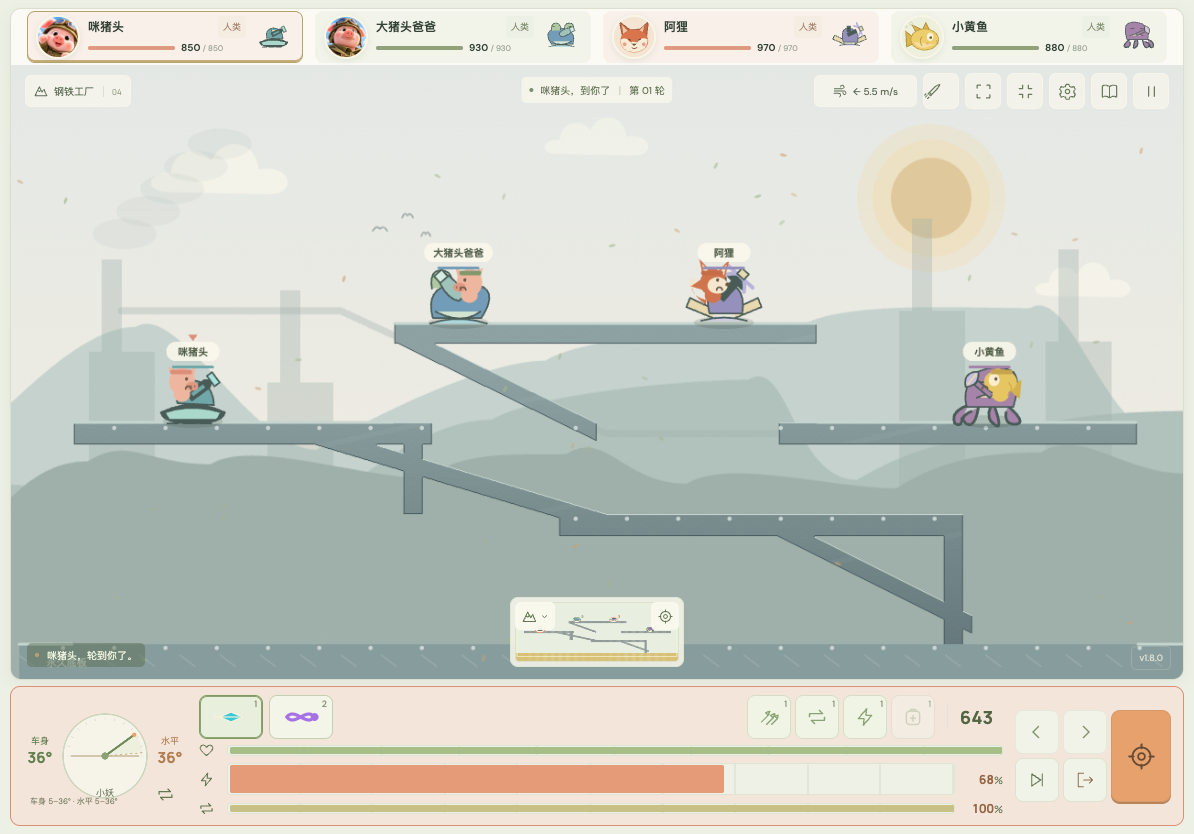 咪猪头 人类
850 / 850
大猪头爸爸 人类
930 / 930
阿狸 人类
970 / 970
小黄鱼 人类
880 / 880
钢铁工厂 04
咪猪头，到你了 第 01 轮
← 5.5 m/s
大猪头爸爸
阿狸
咪猪头
小黄鱼
咪猪头，轮到你了。
v1.8.0
车身
36°
水平
36°
小妖
车身 5–36° · 水平 5–36°
1
2
1
1
1
1
643
68%
100%